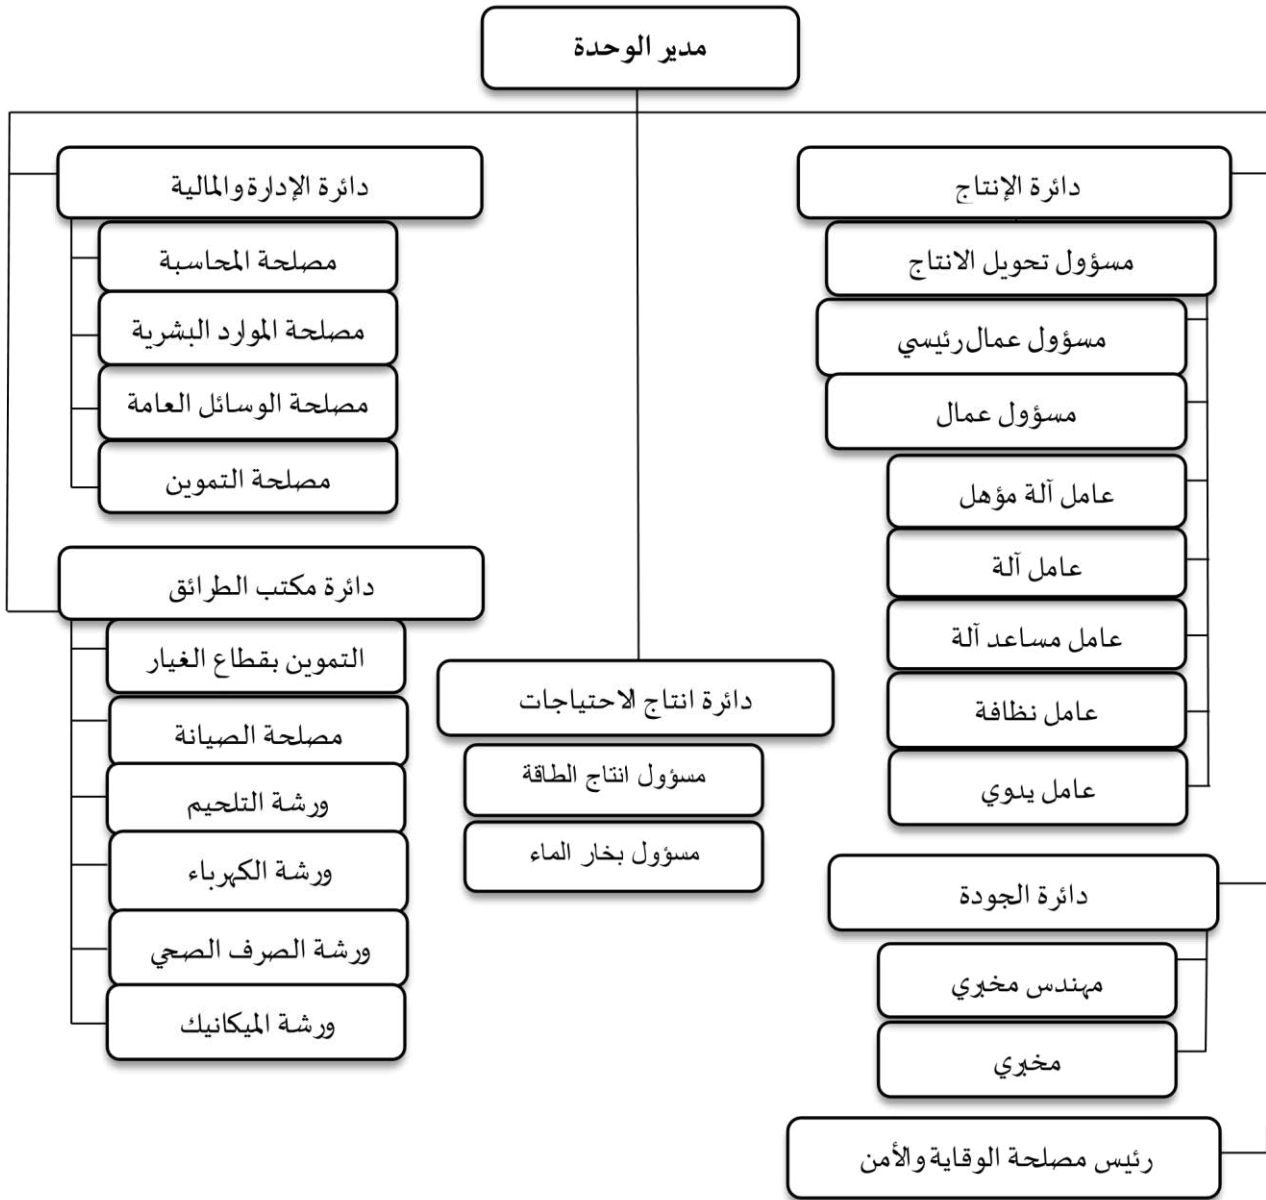 مدير الوحدة
دائرة الإنتاج
مسؤول تحويل الانتاج
مسؤول عمال رئيسي
مسؤول عمال
عامل آلة مؤهل
عامل آلة
عامل مساعد آلة
عامل نظافة
عامل يدوي
دائرة الجودة
مهندس مخبري
مخبري
رئيس مصلحة الوقاية والأمن
دائرة انتاج الاحتياجات
مسؤول انتاج الطاقة
مسؤول بخار الماء
دائرة الإدارة والمالية
مصلحة المحاسبة
مصلحة الموارد البشرية
مصلحة الوسائل العامة
مصلحة التموين
دائرة مكتب الطرائق
التموين بقطاع الغيار
مصلحة الصيانة
ورشة التلحيم
ورشة الكهرباء
ورشة الصرف الصحي
ورشة الميكانيك